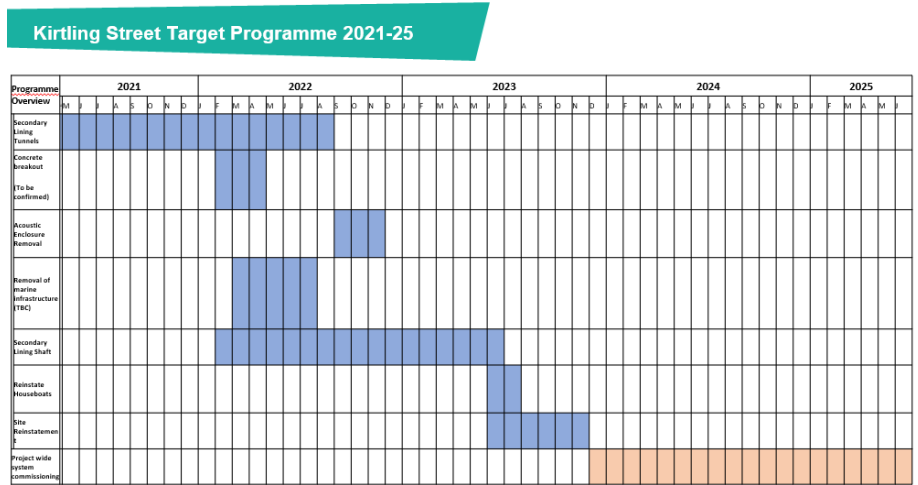 Kirtling Street Target Programme 2021-25
Programme 2021 2022 2023 2024 2025
Overview M J J A S O N D J F M A M J J A S O N D J F M A M J J A S O N D J F M A M J J A S O N D J F M A M J
Secondary
Lining
Tunnels
Concrete
breakout
(To be
confirmed)
Acoustic
Enclosure
Removal
Removal of
marine
infrastructure
(TBC)
Secondary
Lining Shaft
Reinstate
Houseboats
Site
Reinstatemen
t
Project wide
system
commissioning